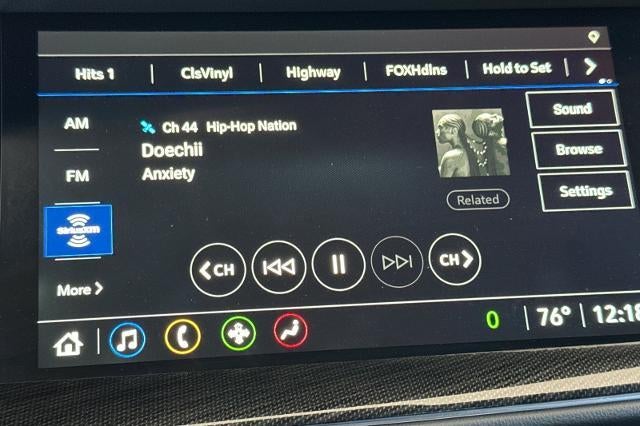 Hits 1 ClsVinyl Highway FOXHdlns Hold to Set
AM
Ch 44 Hip-Hop Nation
Doechii
Anxiety
Sound
Browse
Settings
FM
SiriusXM
Related
More
CH CH
0 76° 12:18